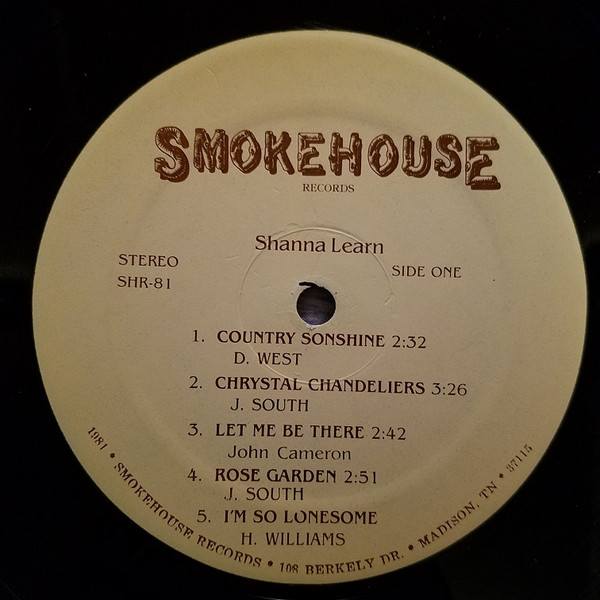 SMOKEHOUSE
RECORDS
Shanna Learn
STEREO
SHR-81
SIDE ONE
1. COUNTRY SONSHINE 2:32
D. WEST
2. CHRYSTAL CHANDELIERS 3:26
J. SOUTH
3. LET ME BE THERE 2:42
John Cameron
4. ROSE GARDEN 2:51
J. SOUTH
5. I'M SO LONESOME
H. WILLIAMS
1981 • SMOKEHOUSE RECORDS • 108 BERKELY DR. • MADISON, TN • 37115